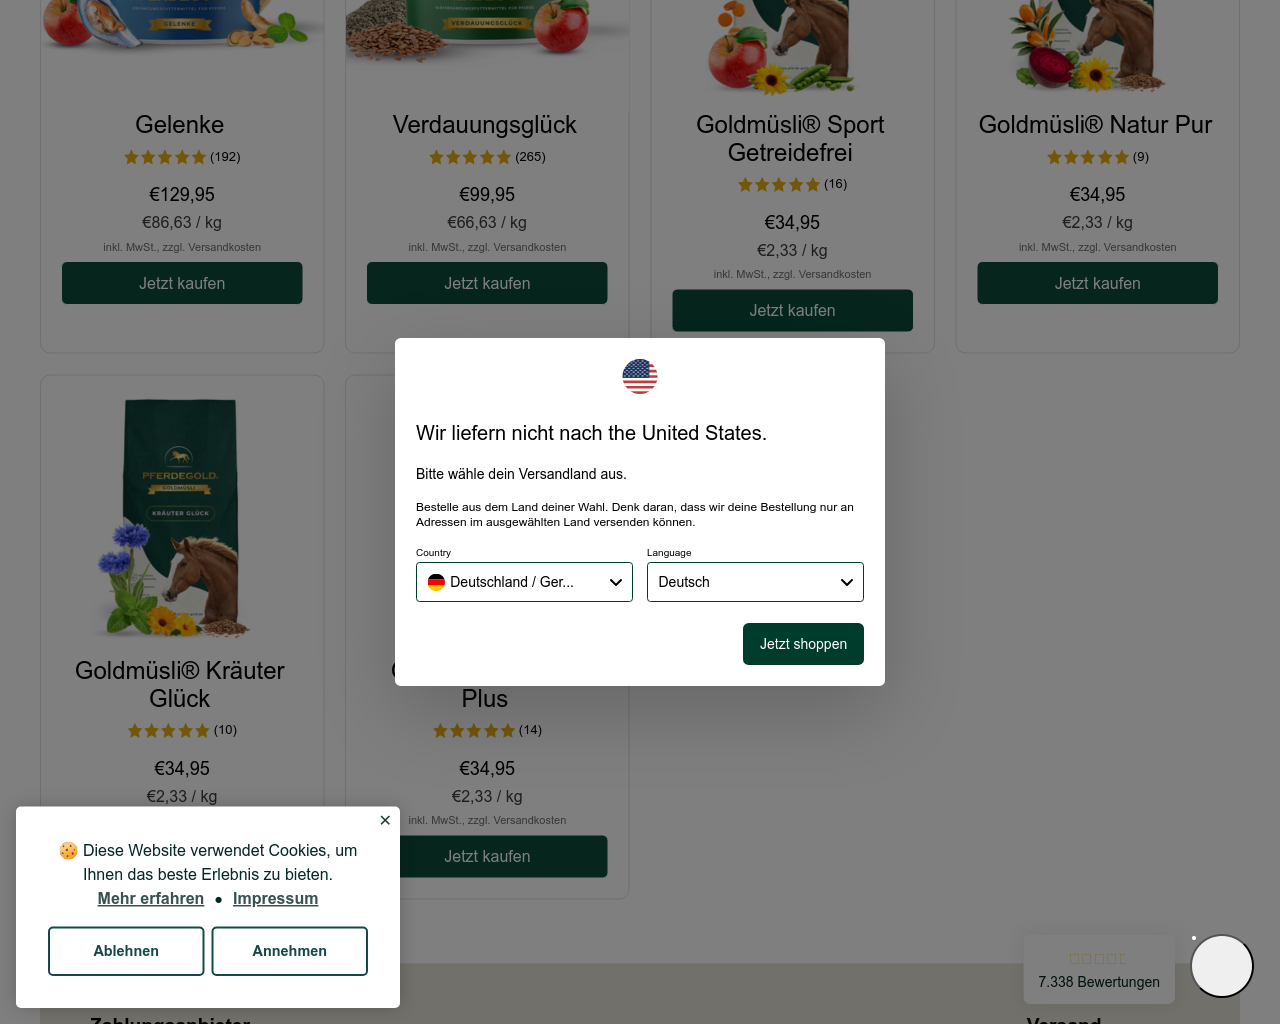 GELENKE
VERDAUUNGSGLÜCK
Gelenke
(192)
€129,95
€86,63 / kg
inkl. MwSt., zzgl. Versandkosten
Jetzt kaufen
Verdauungsglück
(265)
€99,95
€66,63 / kg
inkl. MwSt., zzgl. Versandkosten
Jetzt kaufen
Goldmüsli® Sport
Getreidefrei
(16)
€34,95
€2,33 / kg
inkl. MwSt., zzgl. Versandkosten
Jetzt kaufen
Goldmüsli® Natur Pur
(9)
€34,95
€2,33 / kg
inkl. MwSt., zzgl. Versandkosten
Jetzt kaufen
Wir liefern nicht nach the United States.
Bitte wähle dein Versandland aus.
Bestelle aus dem Land deiner Wahl. Denk daran, dass wir deine Bestellung nur an
Adressen im ausgewählten Land versenden können.
Country
Language
Deutschland / Ger...
Deutsch
Jetzt shoppen
PFERDEGOLD
GOLDMÜSLI
KRÄUTER GLÜCK
Goldmüsli® Kräuter
Glück
(10)
€34,95
€2,33 / kg
Plus
(14)
€34,95
€2,33 / kg
inkl. MwSt., zzgl. Versandkosten
Jetzt kaufen
🍪 Diese Website verwendet Cookies, um
Ihnen das beste Erlebnis zu bieten.
Mehr erfahren ● Impressum
Ablehnen
Annehmen
7.338 Bewertungen
Zahlungsanbieter
Versand